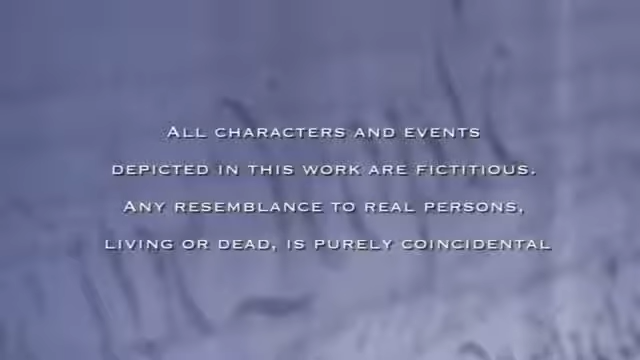 All characters and events
depicted in this work are fictitious.
Any resemblance to real persons,
living or dead, is purely coincidental